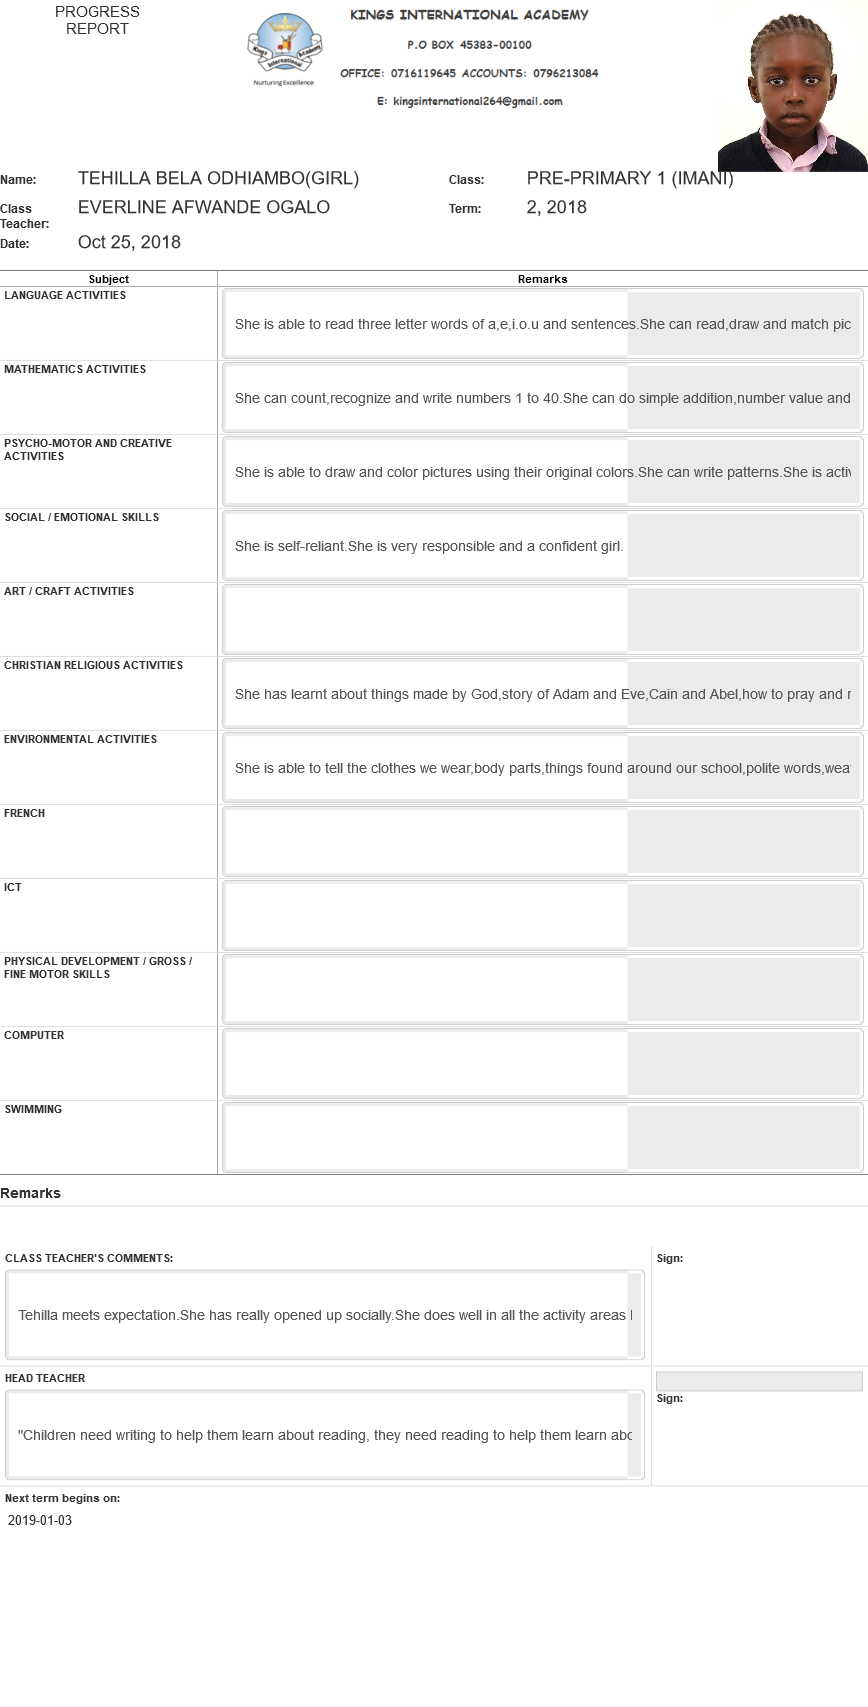 PROGRESS
REPORT
KINGS INTERNATIONAL ACADEMY
P.O BOX 45383-00100
OFFICE: 0716119645 ACCOUNTS: 0796213084
E: kingsinternational264@gmail.com
Kings International Academy
Nurturing Excellence
Name: TEHILLA BELA ODHIAMBO(GIRL) Class: PRE-PRIMARY 1 (IMANI)
Class Teacher: EVERLINE AFWANDE OGALO Term: 2, 2018
Date: Oct 25, 2018
Subject Remarks
LANGUAGE ACTIVITIES
She is able to read three letter words of a,e,i.o.u and sentences.She can read,draw and match pic
MATHEMATICS ACTIVITIES
She can count,recognize and write numbers 1 to 40.She can do simple addition,number value and
PSYCHO-MOTOR AND CREATIVE
ACTIVITIES
She is able to draw and color pictures using their original colors.She can write patterns.She is activ
SOCIAL / EMOTIONAL SKILLS
She is self-reliant.She is very responsible and a confident girl.
ART / CRAFT ACTIVITIES
CHRISTIAN RELIGIOUS ACTIVITIES
She has learnt about things made by God,story of Adam and Eve,Cain and Abel,how to pray and
ENVIRONMENTAL ACTIVITIES
She is able to tell the clothes we wear,body parts,things found around our school,polite words,wea
FRENCH
ICT
PHYSICAL DEVELOPMENT / GROSS /
FINE MOTOR SKILLS
COMPUTER
SWIMMING
Remarks
CLASS TEACHER'S COMMENTS: Sign:
Tehilla meets expectation.She has really opened up socially.She does well in all the activity areas
HEAD TEACHER
Sign:
"Children need writing to help them learn about reading, they need reading to help them learn abo
Next term begins on:
2019-01-03